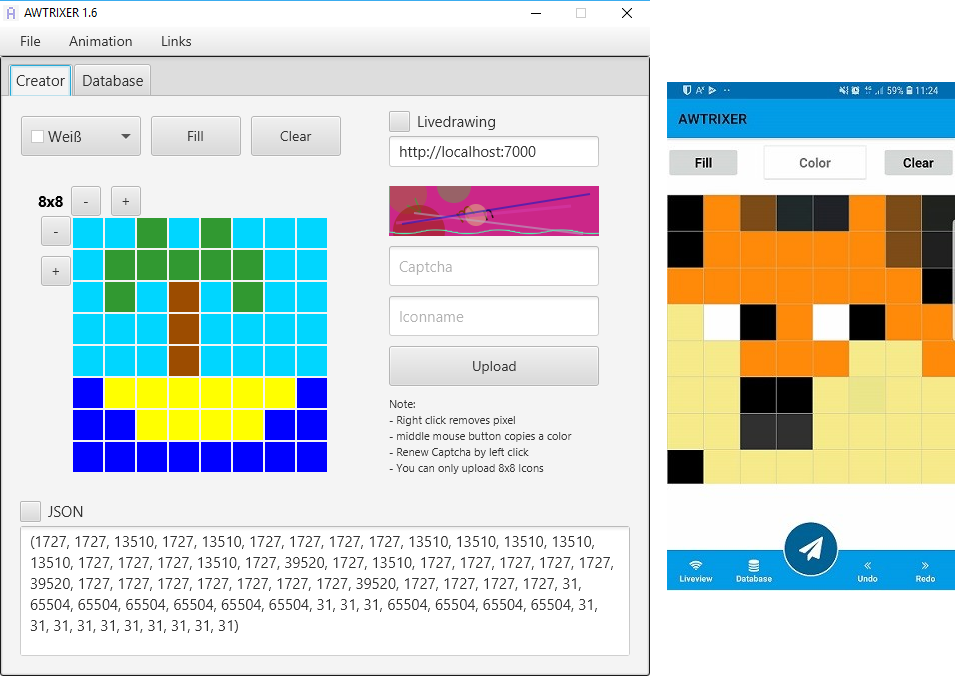 AWTRIXER 1.6
File Animation Links
Creator Database
Weiß Fill Clear
Livedrawing
http://localhost:7000
8x8 - +
-
+
Captcha
Iconname
Upload
Note:
- Right click removes pixel
- middle mouse button copies a color
- Renew Captcha by left click
- You can only upload 8x8 Icons
JSON
(1727, 1727, 13510, 1727, 13510, 1727, 1727, 1727, 1727, 13510, 13510, 13510, 13510,
13510, 1727, 1727, 1727, 13510, 1727, 39520, 1727, 13510, 1727, 1727, 1727, 1727, 1727,
39520, 1727, 1727, 1727, 1727, 1727, 1727, 1727, 39520, 1727, 1727, 1727, 1727, 31,
65504, 65504, 65504, 65504, 65504, 65504, 31, 31, 31, 65504, 65504, 65504, 65504, 31,
31, 31, 31, 31, 31, 31, 31, 31, 31)
59% 11:24
AWTRIXER
Fill Color Clear
Liveview Database Undo Redo